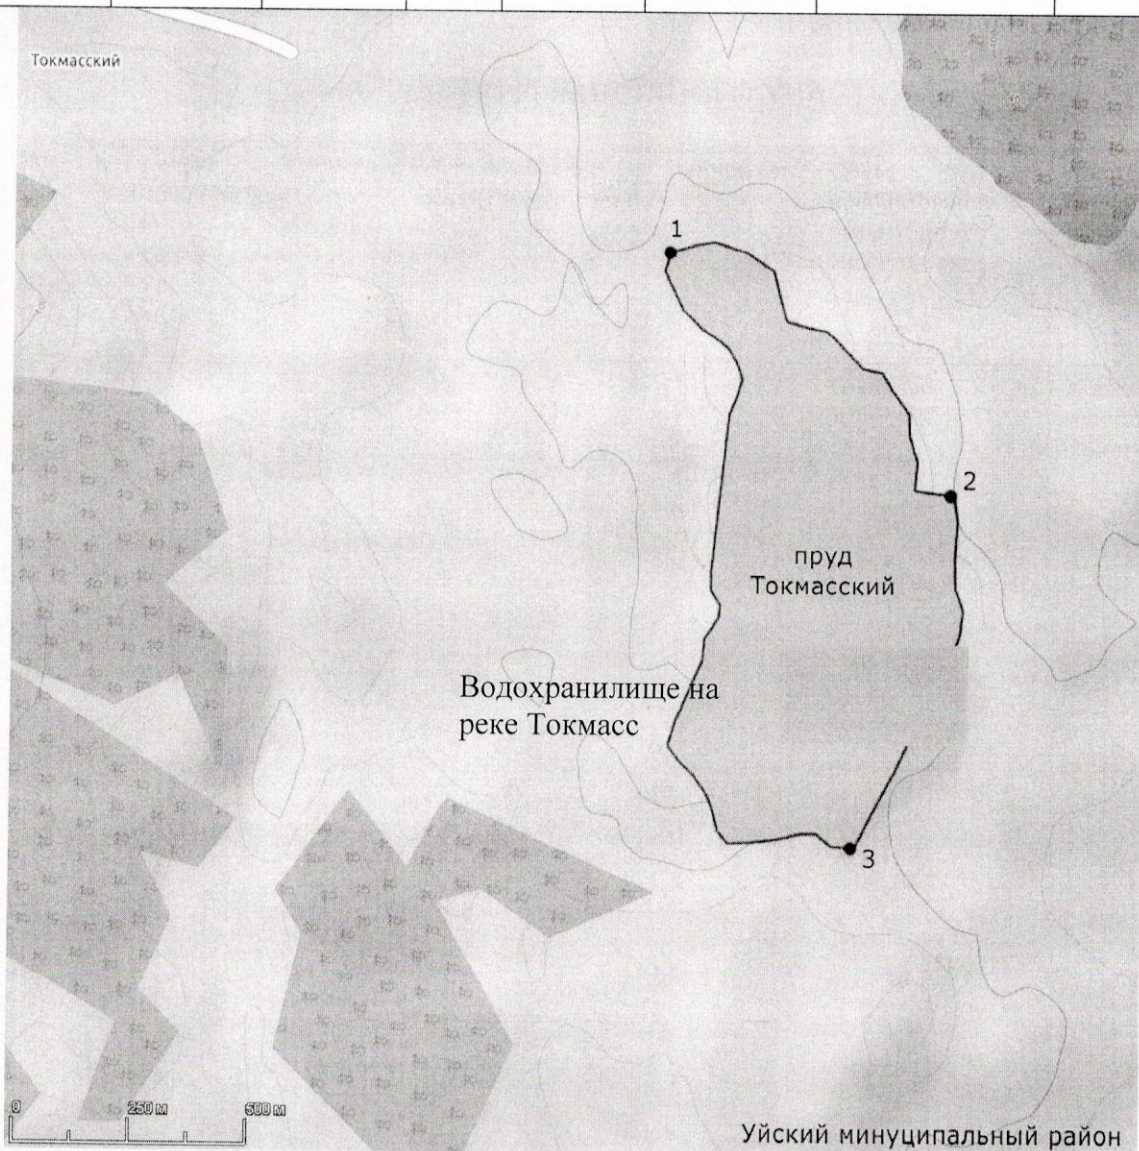 Токмасский
1
2
пруд
Токмасский
Водохранилище на
реке Токмасс
3
0 250 м 500 м
Уйский минуципальный район